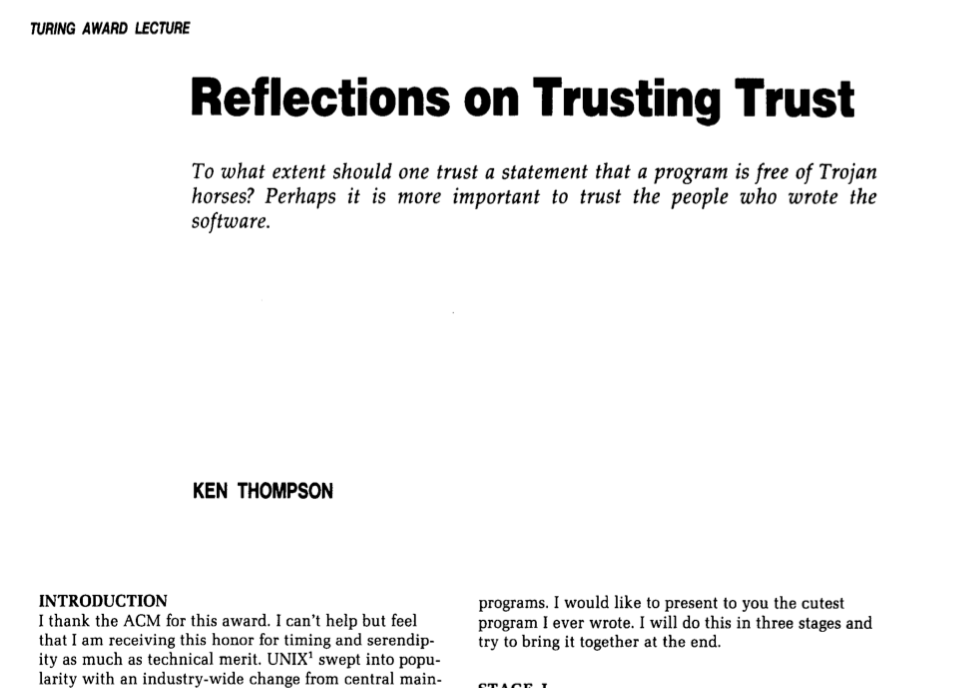 TURING AWARD LECTURE
Reflections on Trusting Trust
To what extent should one trust a statement that a program is free of Trojan
horses? Perhaps it is more important to trust the people who wrote the
software.
KEN THOMPSON
INTRODUCTION
I thank the ACM for this award. I can't help but feel
that I am receiving this honor for timing and serendip-
ity as much as technical merit. UNIX¹ swept into popu-
larity with an industry-wide change from central main-
programs. I would like to present to you the cutest
program I ever wrote. I will do this in three stages and
try to bring it together at the end.
STAGE I